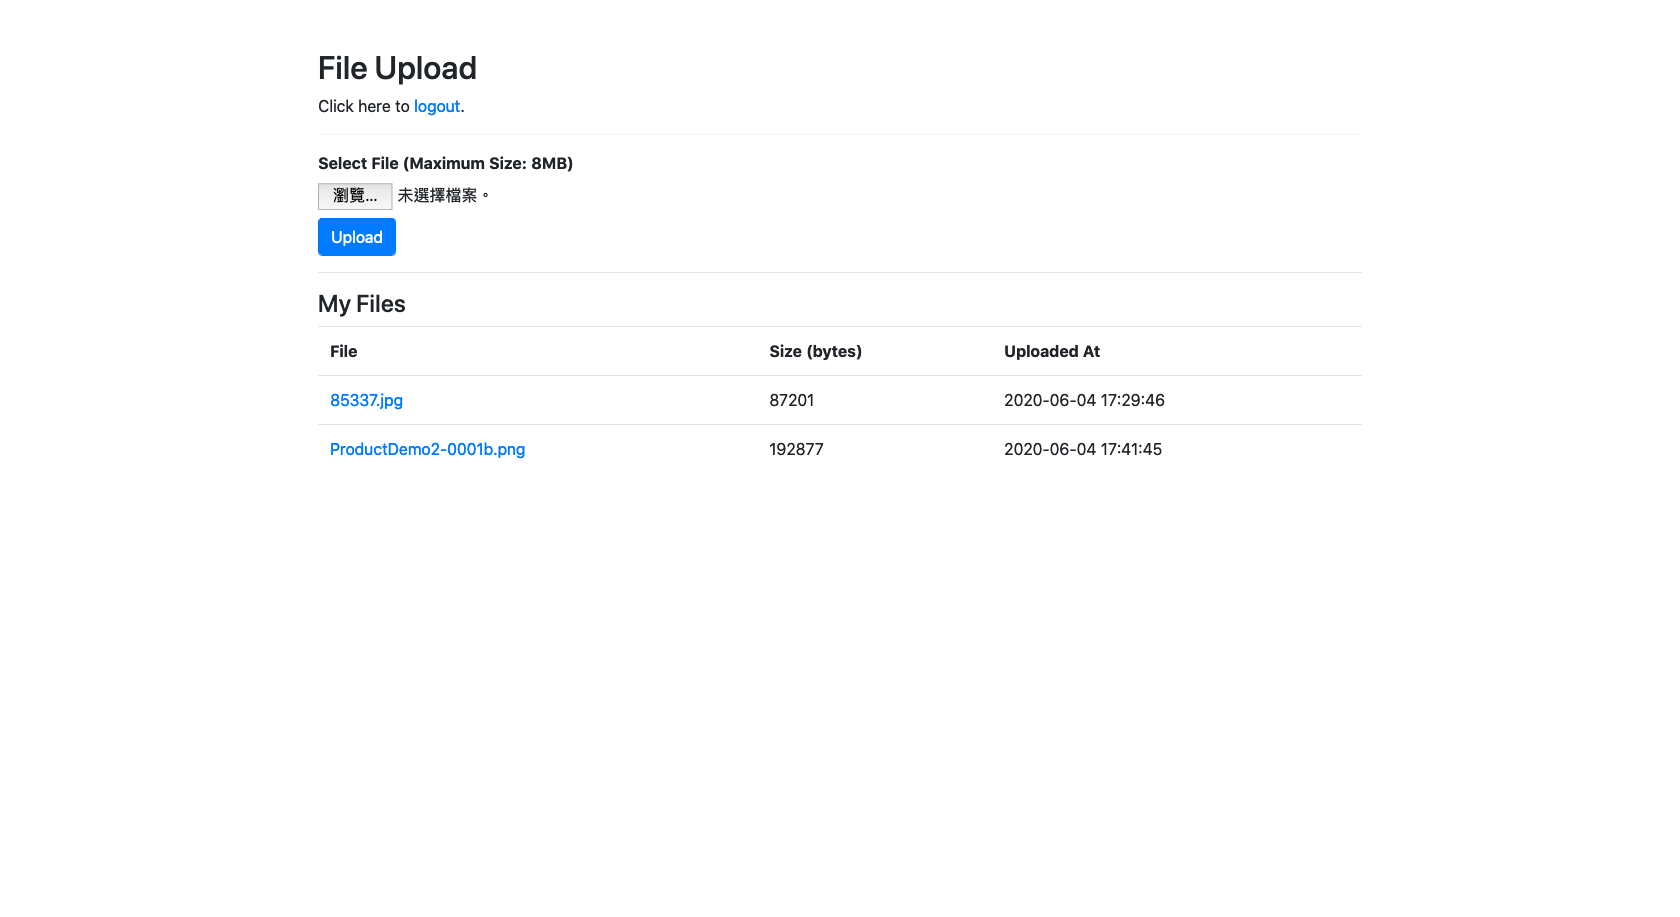 File Upload
Click here to logout.
Select File (Maximum Size: 8MB)
瀏覽... 未選擇檔案。
Upload
My Files
File Size (bytes) Uploaded At
85337.jpg 87201 2020-06-04 17:29:46
ProductDemo2-0001b.png 192877 2020-06-04 17:41:45